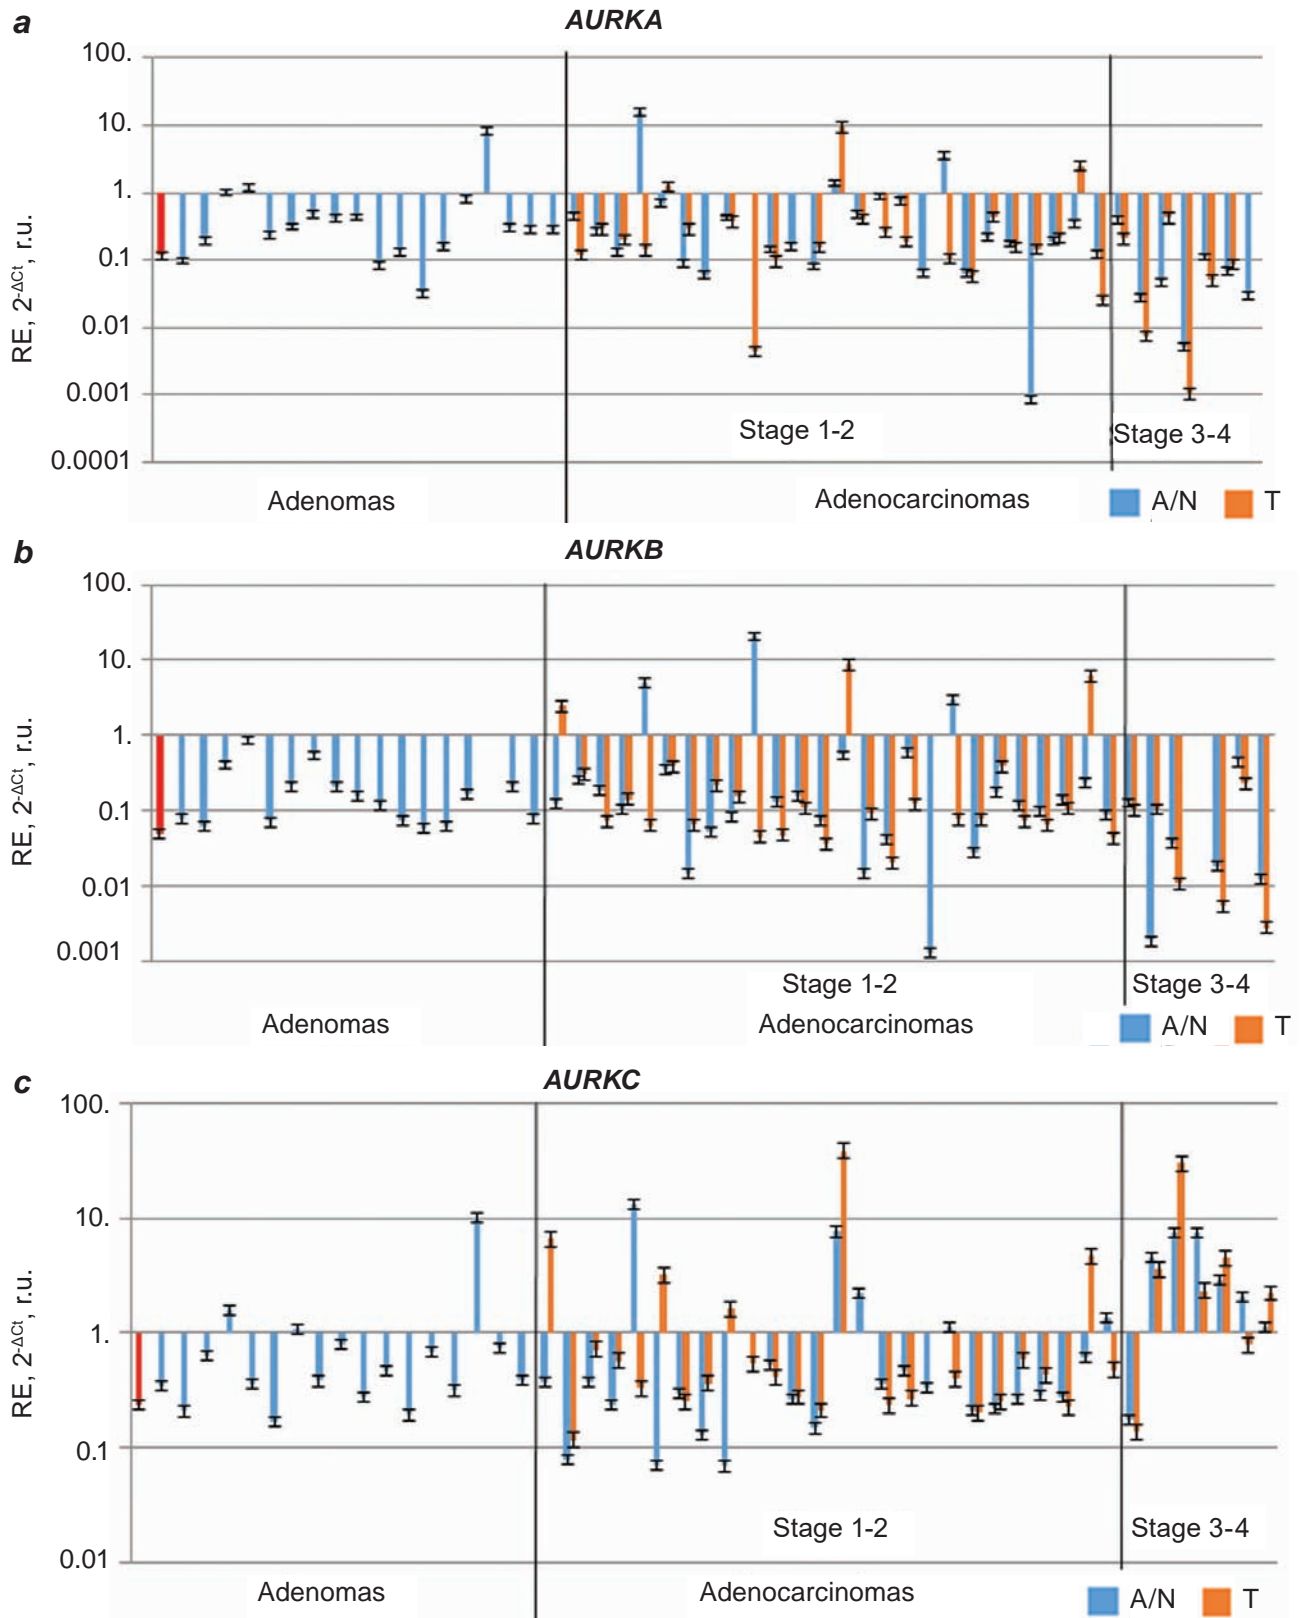 a
AURKA
100.
10.
1.
0.1
0.01
0.001
0.0001
RE, 2-ΔCt, r.u.
Stage 1-2
Stage 3-4
Adenomas
Adenocarcinomas
A/N
T
b
AURKB
100.
10.
1.
0.1
0.01
0.001
RE, 2-ΔCt, r.u.
Stage 1-2
Stage 3-4
Adenomas
Adenocarcinomas
A/N
T
c
AURKC
100.
10.
1.
0.1
0.01
RE, 2-ΔCt, r.u.
Stage 1-2
Stage 3-4
Adenomas
Adenocarcinomas
A/N
T